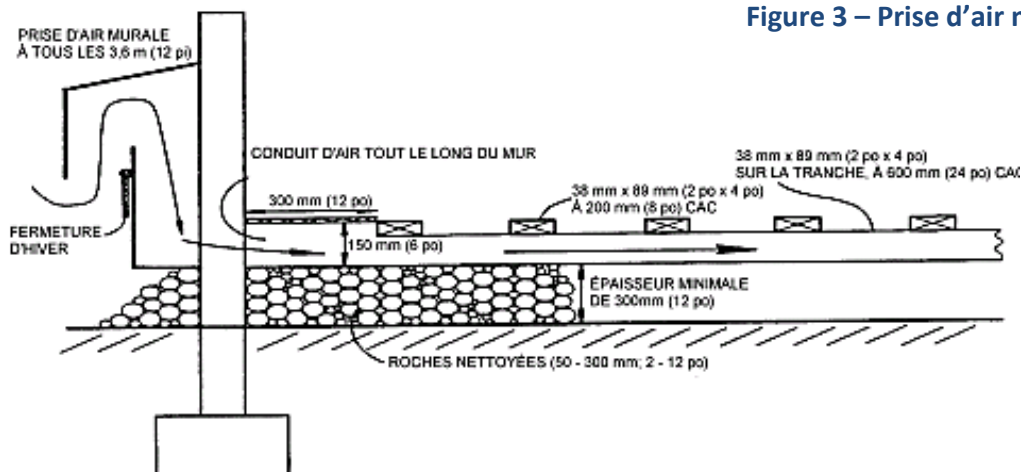 Figure 3 – Prise d'air
PRISE D'AIR MURALE
À TOUS LES 3,6 m (12 pi)
CONDUIT D'AIR TOUT LE LONG DU MUR
300 mm (12 po)
38 mm x 89 mm (2 po x 4 po)
À 200 mm (8 po) CAC
38 mm x 89 mm (2 po x 4 po)
SUR LA TRANCHE, À 600 mm (24 po) CAC
FERMETURE
D'HIVER
150 mm (6 po)
ÉPAISSEUR MINIMALE
DE 300mm (12 po)
ROCHES NETTOYÉES (50 - 300 mm; 2 - 12 po)